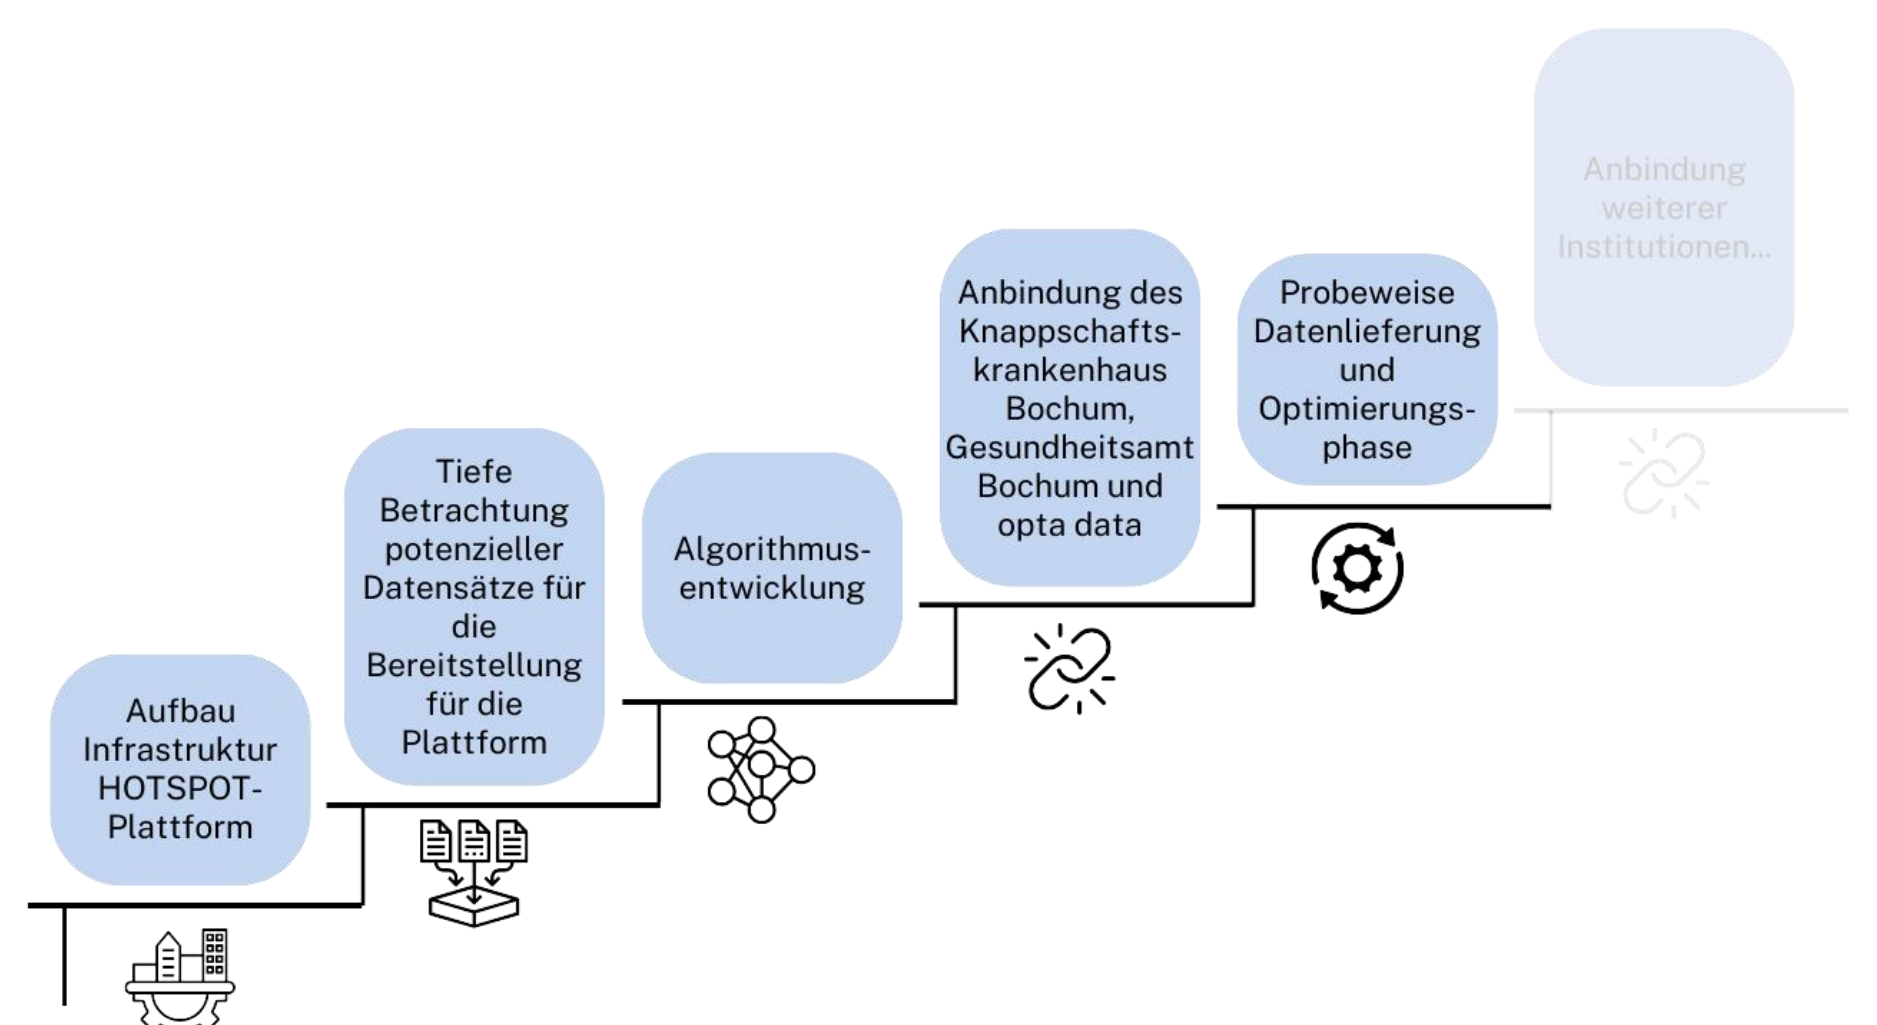 Aufbau
Infrastruktur
HOTSPOT-
Plattform
Tiefe
Betrachtung
potenzieller
Datensätze für
die
Bereitstellung
für die
Plattform
Algorithmus-
entwicklung
Anbindung des
Knappschafts-
krankenhaus
Bochum,
Gesundheitsamt
Bochum und
opta data
Probeweise
Datenlieferung
und
Optimierungs-
phase
Anbindung
weiterer
Institutionen...